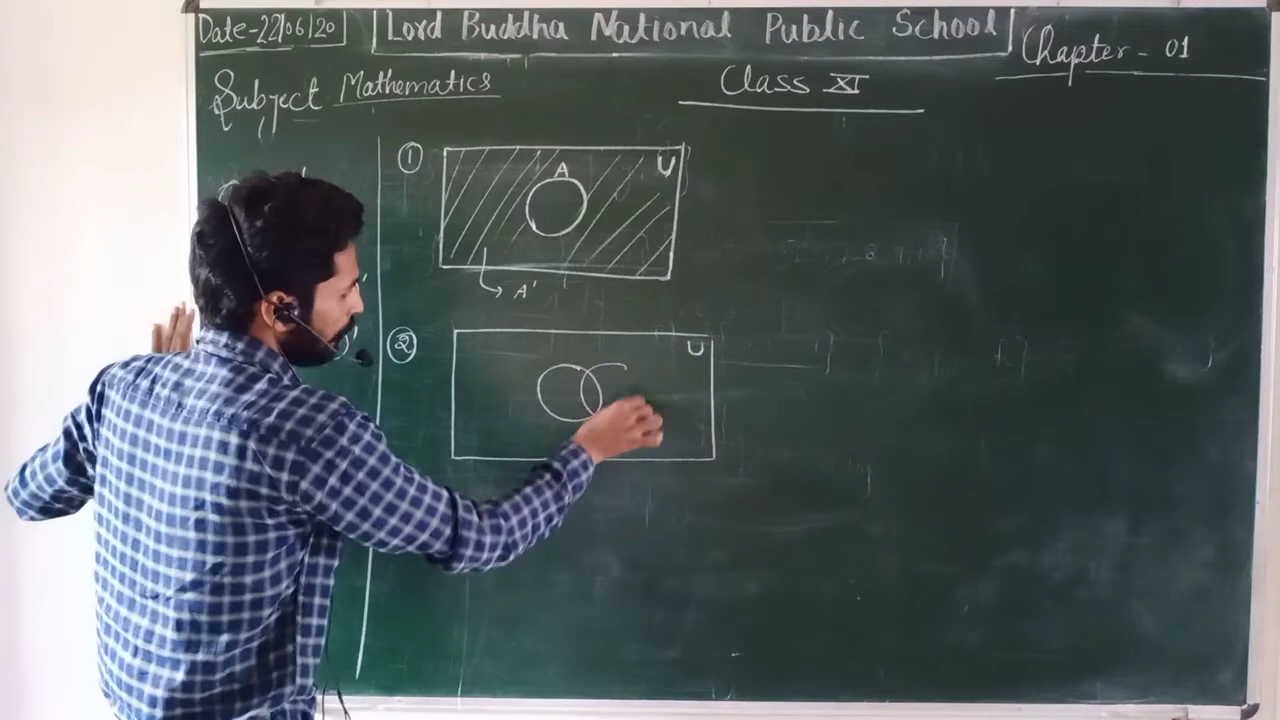 Date-22/06/20
Lord Buddha National Public School
Chapter - 01
Subject Mathematics
Class XI
①
A
U
A'
②
U